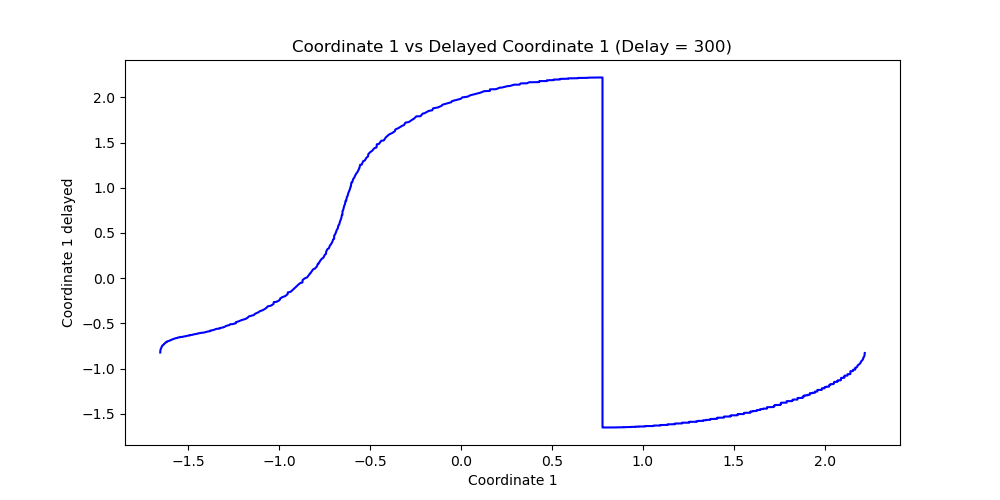 Coordinate 1 vs Delayed Coordinate 1 (Delay = 300)
2.0
1.5
1.0
0.5
0.0
−0.5
−1.0
−1.5
Coordinate 1 delayed
−1.5 −1.0 −0.5 0.0 0.5 1.0 1.5 2.0
Coordinate 1